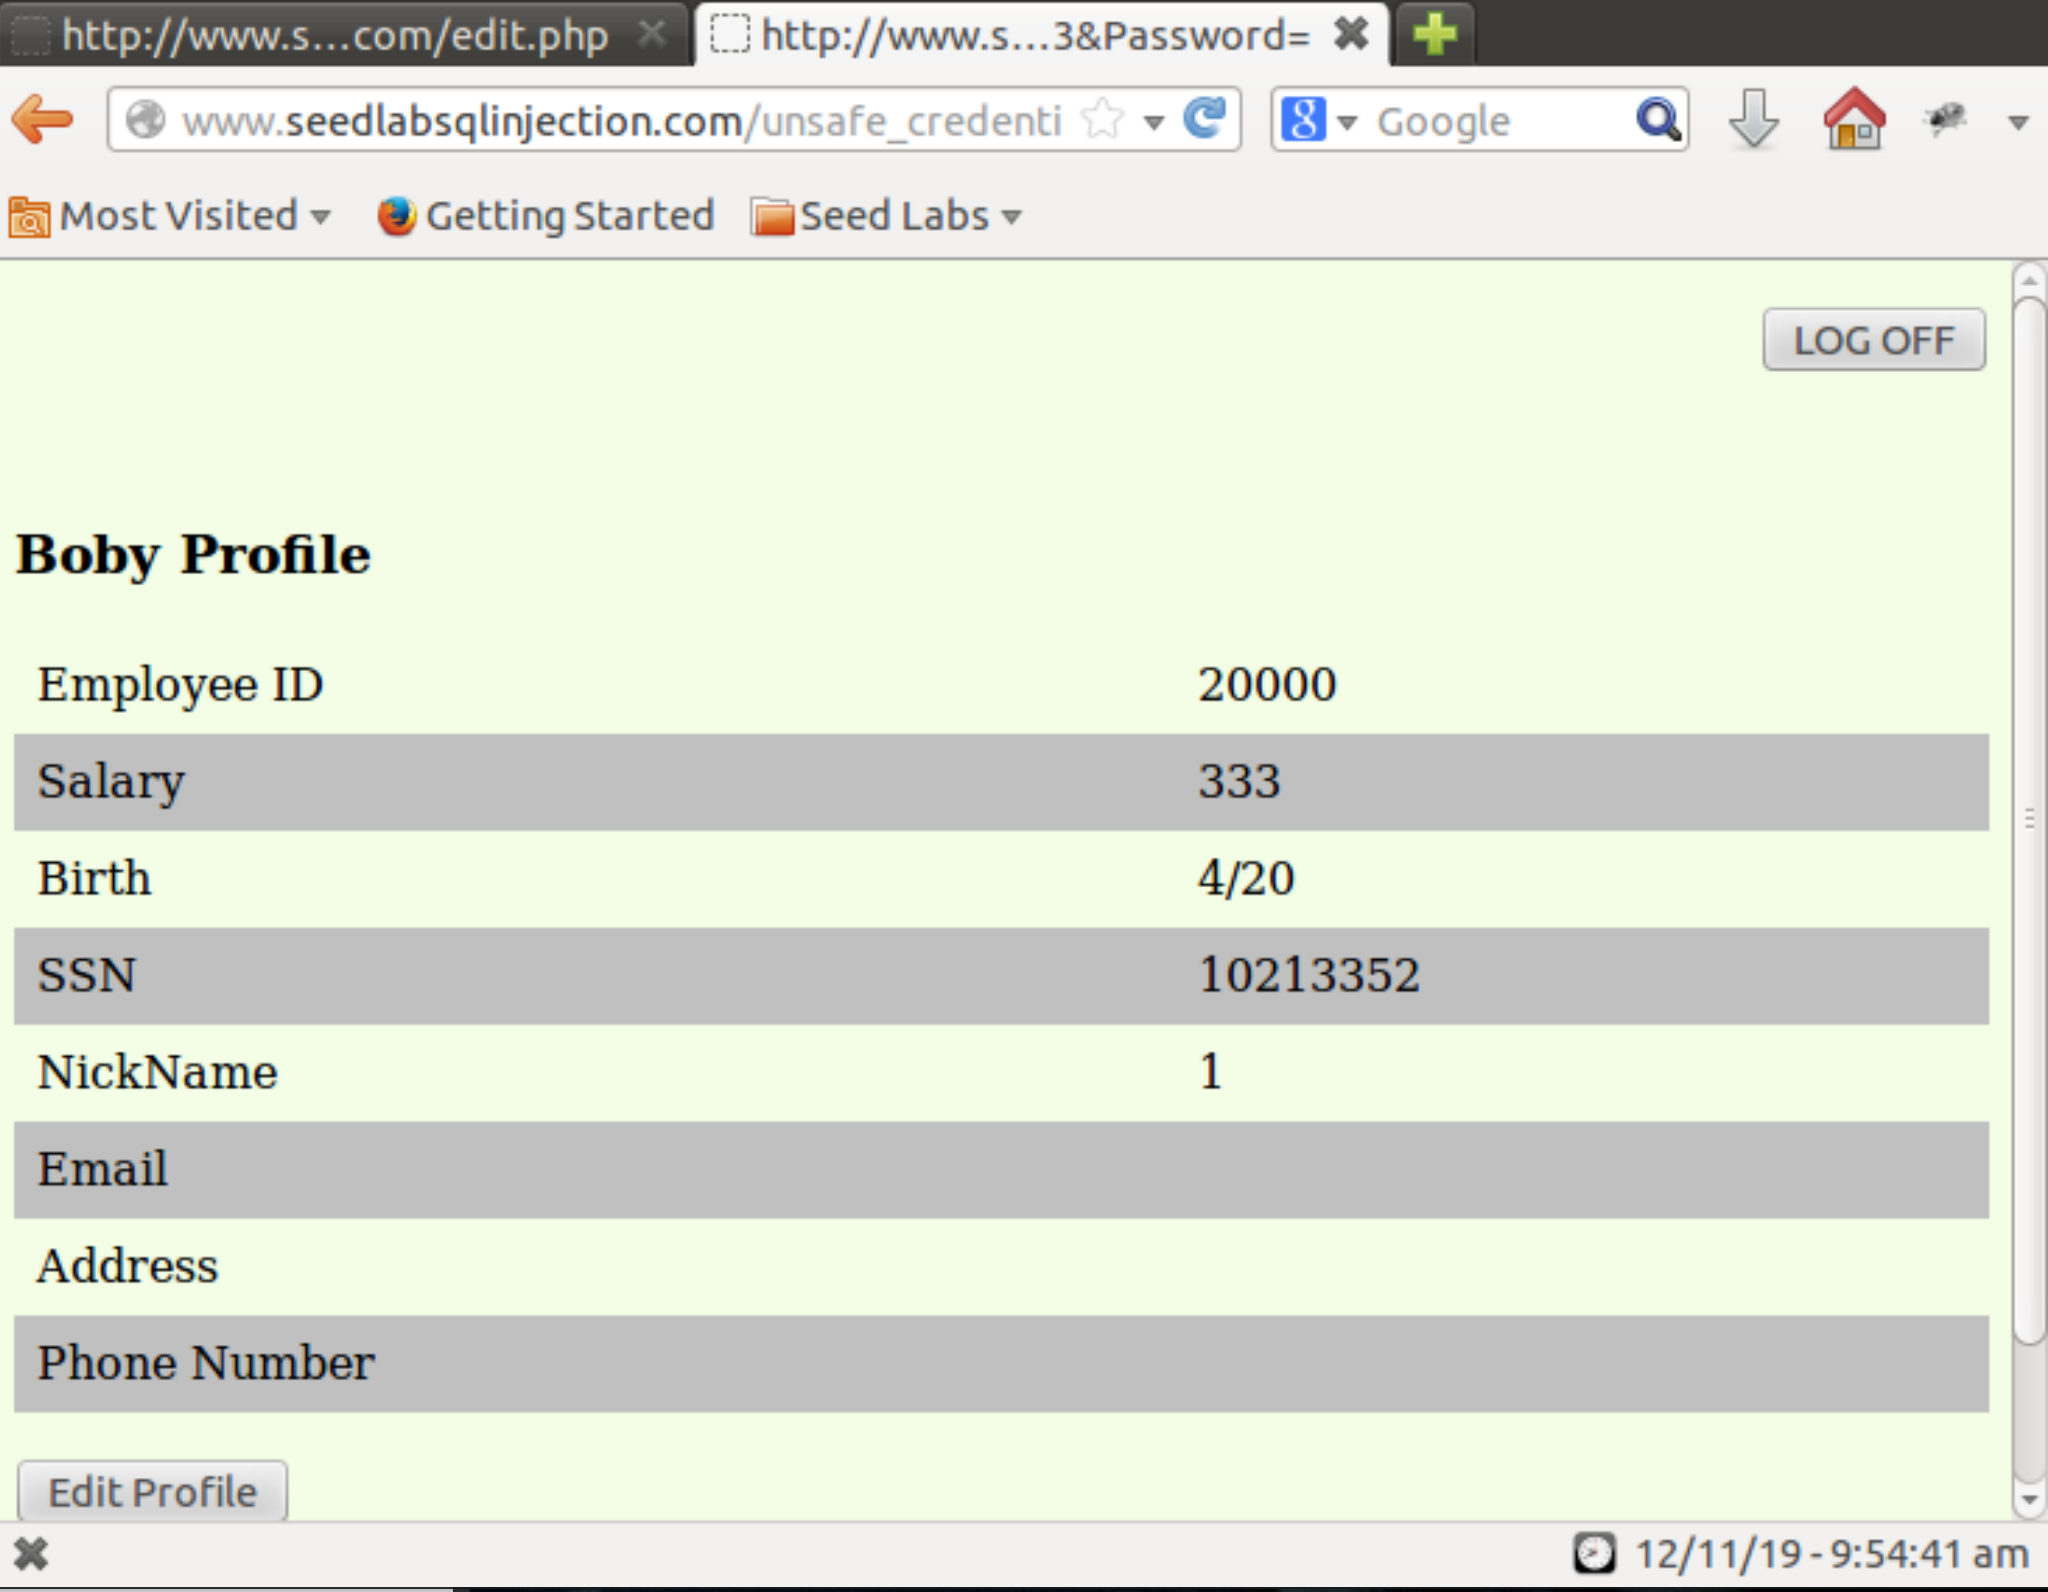 http://www.s...com/edit.php http://www.s...3&Password=
www.seedlabsqlinjection.com/unsafe_credenti 8 Google
Most Visited Getting Started Seed Labs
LOG OFF
Boby Profile
Employee ID 20000
Salary 333
Birth 4/20
SSN 10213352
NickName 1
Email
Address
Phone Number
Edit Profile
12/11/19 - 9:54:41 am